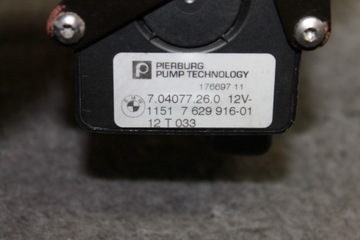 PIERBURG
PUMP TECHNOLOGY
176697 11
7.04077.26.0 12V-
1151 7 629 916-01
12 T 033